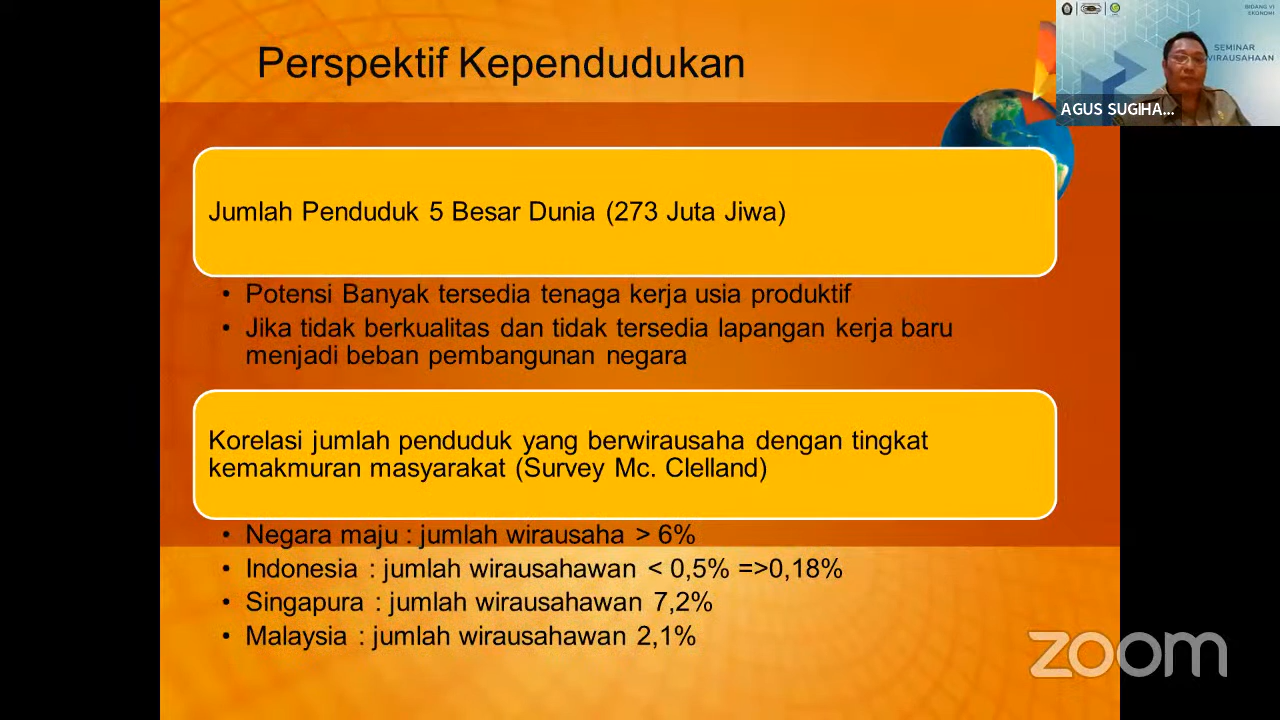 Perspektif Kependudukan
BIDANG VI
EKONOMI
SEMINAR
WIRAUSAHAAN
AGUS SUGIHA...
Jumlah Penduduk 5 Besar Dunia (273 Juta Jiwa)
• Potensi Banyak tersedia tenaga kerja usia produktif
• Jika tidak berkualitas dan tidak tersedia lapangan kerja baru
menjadi beban pembangunan negara
Korelasi jumlah penduduk yang berwirausaha dengan tingkat
kemakmuran masyarakat (Survey Mc. Clelland)
• Negara maju : jumlah wirausaha > 6%
• Indonesia : jumlah wirausahawan < 0,5% =>0,18%
• Singapura : jumlah wirausahawan 7,2%
• Malaysia : jumlah wirausahawan 2,1%
zoom